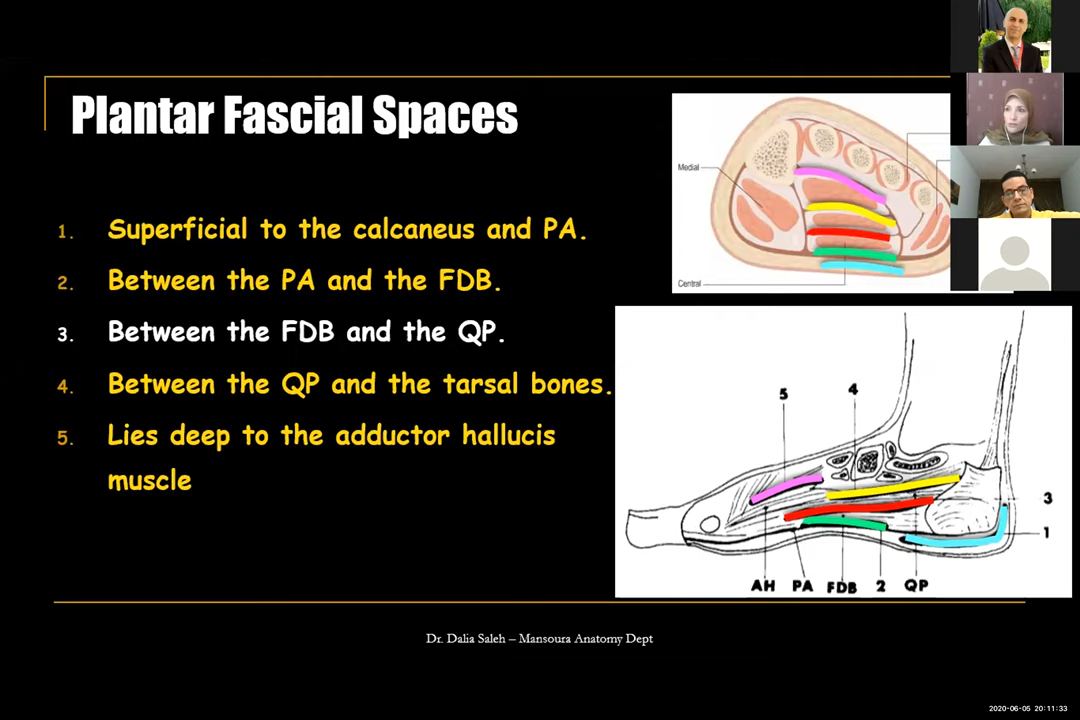 Plantar Fascial Spaces
1. Superficial to the calcaneus and PA.
2. Between the PA and the FDB.
3. Between the FDB and the QP.
4. Between the QP and the tarsal bones.
5. Lies deep to the adductor hallucis
muscle
Medial
Central
5
4
3
1
AH PA FDB 2 QP
Dr. Dalia Saleh – Mansoura Anatomy Dept
2020-06-05 20:11:33